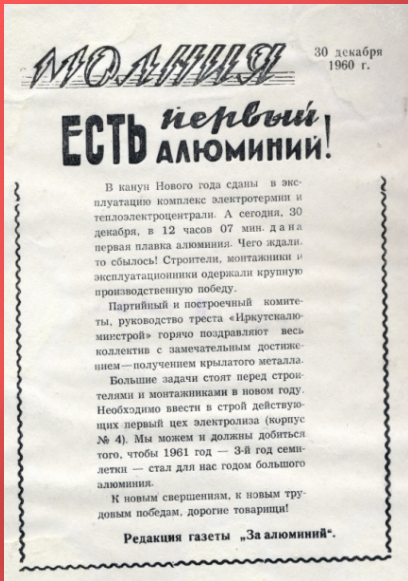 МОЛНИЯ
30 декабря
1960 г.
ЕСТЬ первый
АЛЮМИНИЙ!
В канун Нового года сданы в экс-
плуатацию комплекс электротермии и
теплоэлектроцентрали. А сегодня, 30
декабря, в 12 часов 07 мин. дана
первая плавка алюминия. Чего ждали,
то сбылось! Строители, монтажники и
эксплуатационники одержали крупную
производственную победу.
Партийный и построечный комите-
ты, руководство треста «Иркутскалю-
минстрой» горячо поздравляют весь
коллектив с замечательным достиже-
нием—получением крылатого металла.
Большие задачи стоят перед строи-
телями и монтажниками в новом году.
Необходимо ввести в строй действую-
щих первый цех электролиза (корпус
№ 4). Мы можем и должны добиться
того, чтобы 1961 год — 3-й год семи-
летки — стал для нас годом большого
алюминия.
К новым свершениям, к новым тру-
довым победам, дорогие товарищи!
Редакция газеты „За алюминий“.